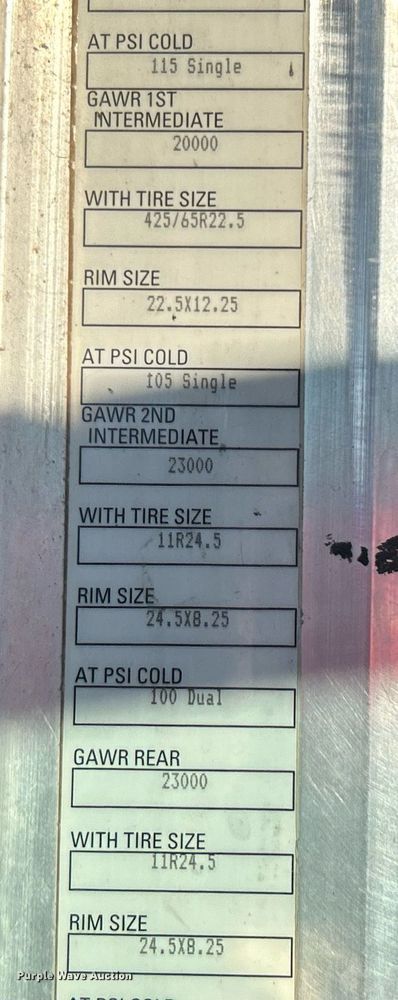 AT PSI COLD
115 Single
GAWR 1ST
INTERMEDIATE
20000
WITH TIRE SIZE
425/65R22.5
RIM SIZE
22.5X12.25
AT PSI COLD
105 Single
GAWR 2ND
INTERMEDIATE
23000
WITH TIRE SIZE
11R24.5
RIM SIZE
24.5X8.25
AT PSI COLD
100 Dual
GAWR REAR
23000
WITH TIRE SIZE
11R24.5
RIM SIZE
24.5X8.25
Purple Wave Auction
AT PSI COLD